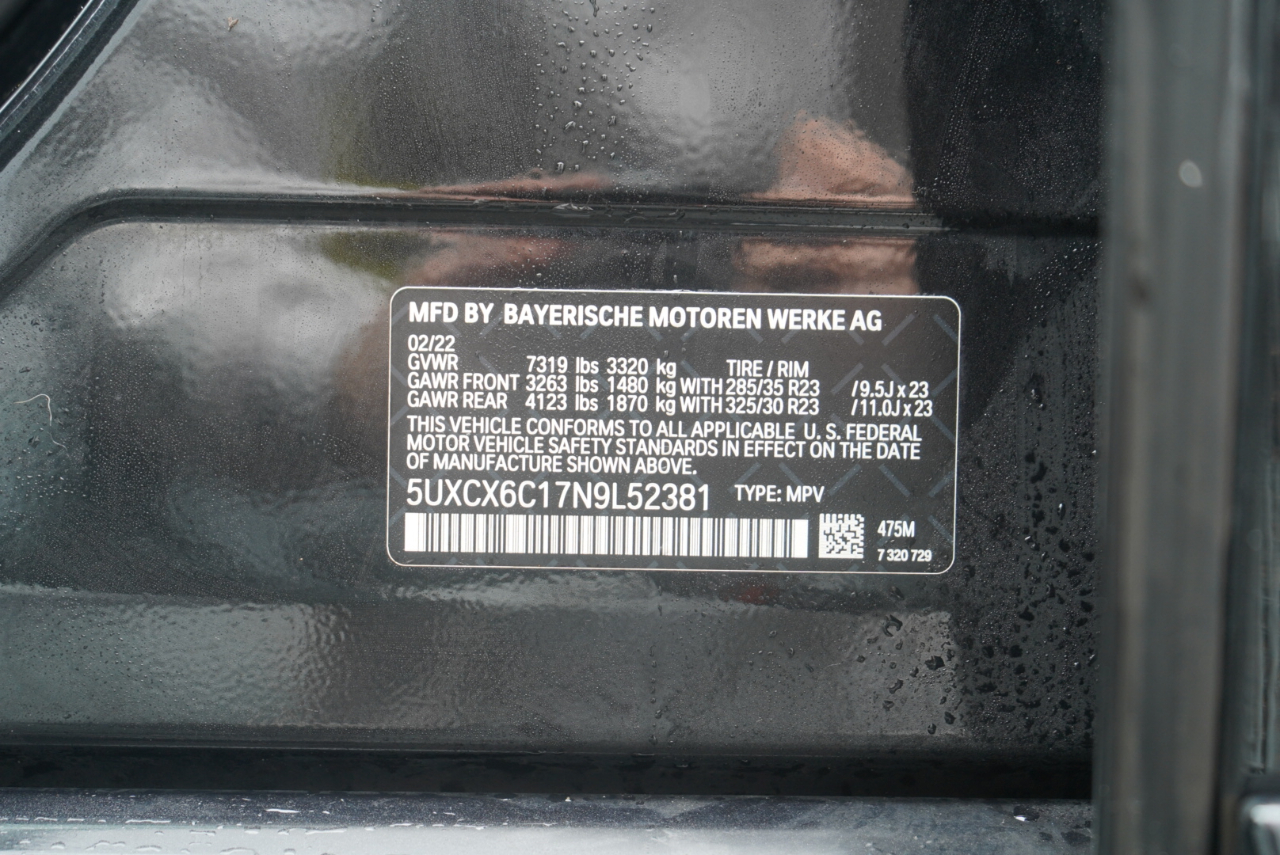 MFD BY BAYERISCHE MOTOREN WERKE AG
02/22
GVWR 7319 lbs 3320 kg TIRE / RIM
GAWR FRONT 3263 lbs 1480 kg WITH 285/35 R23 /9.5J x 23
GAWR REAR 4123 lbs 1870 kg WITH 325/30 R23 /11.0J x 23
THIS VEHICLE CONFORMS TO ALL APPLICABLE U. S. FEDERAL
MOTOR VEHICLE SAFETY STANDARDS IN EFFECT ON THE DATE
OF MANUFACTURE SHOWN ABOVE.
5UXCX6C17N9L52381 TYPE: MPV
475M
7 320 729